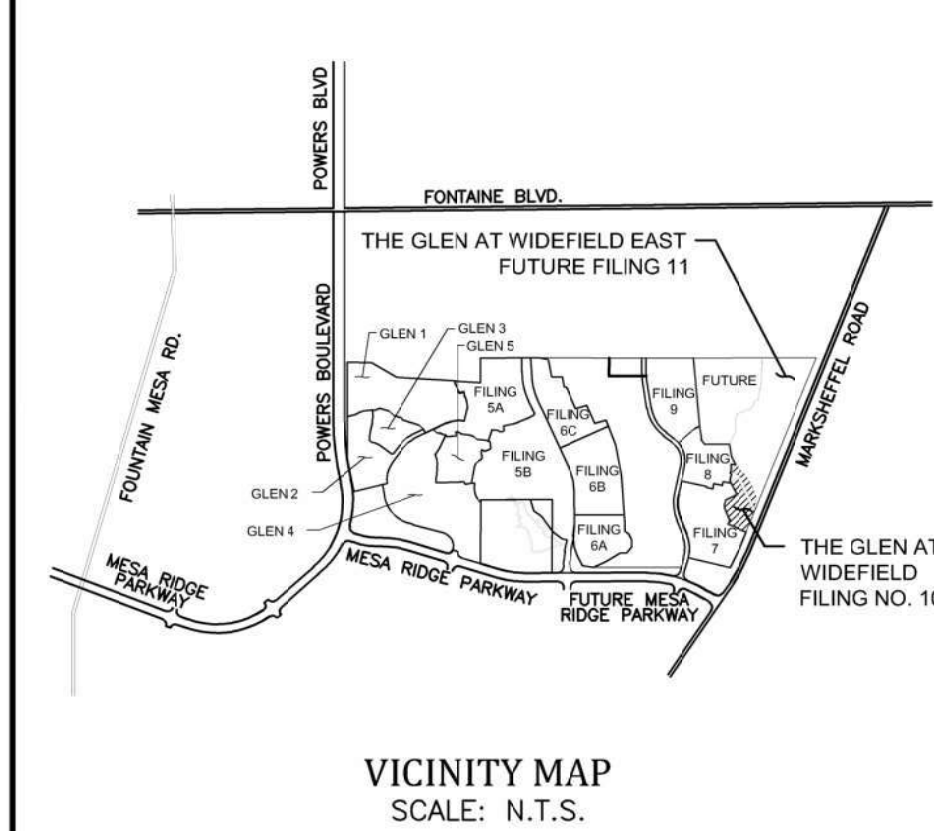 POWERS BLVD
FONTAINE BLVD.
THE GLEN AT WIDEFIELD EAST
FUTURE FILING 11
POWERS BOULEVARD
FOUNTAIN MESA RD.
MARKSHEFFEL ROAD
GLEN 1
GLEN 3
GLEN 5
FILING
5A
FILING
6C
FILING
9
FUTURE
GLEN 2
GLEN 4
FILING
5B
FILING
6B
FILING
8
FILING
6A
FILING
7
MESA RIDGE
PARKWAY
MESA RIDGE PARKWAY
FUTURE MESA
RIDGE PARKWAY
THE GLEN AT
WIDEFIELD
FILING NO. 10
VICINITY MAP
SCALE: N.T.S.